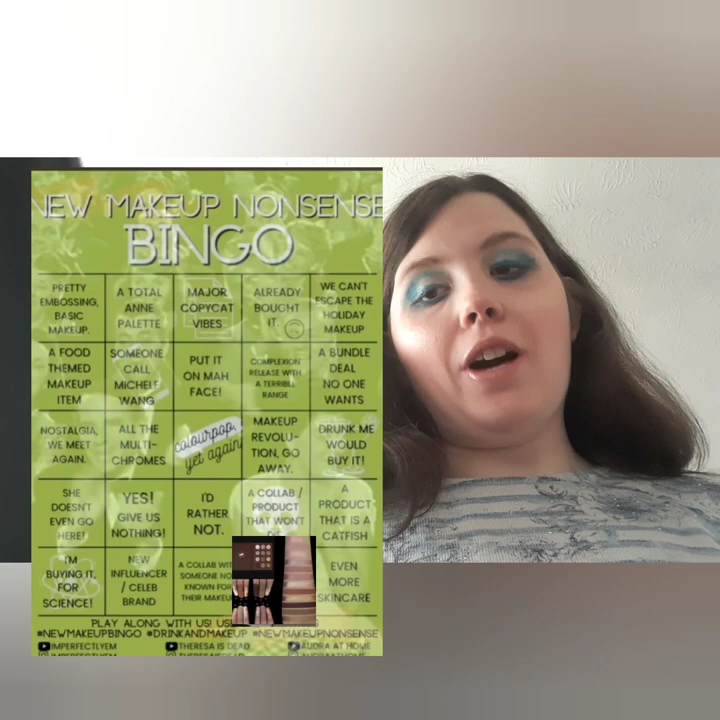 NEW MAKEUP NONSENSE
BINGO
PRETTY
EMBOSSING,
BASIC
MAKEUP.
A TOTAL
ANNE
PALETTE
MAJOR
COPYCAT
VIBES
ALREADY
BOUGHT
IT.
WE CAN'T
ESCAPE THE
HOLIDAY
MAKEUP
A FOOD
THEMED
MAKEUP
ITEM
SOMEONE
CALL
MICHELE
WANG
PUT IT
ON MAH
FACE!
COMPLEXION
RELEASE WITH
A TERRIBLE
RANGE
A BUNDLE
DEAL
NO ONE
WANTS
NOSTALGIA,
WE MEET
AGAIN.
ALL THE
MULTI-
CHROMES
colourpop,
yet again
MAKEUP
REVOLU-
TION, GO
AWAY.
DRUNK ME
WOULD
BUY IT!
SHE
DOESN'T
EVEN GO
HERE!
YES!
GIVE US
NOTHING!
I'D
RATHER
NOT.
A COLLAB /
PRODUCT
THAT WON'T
A
PRODUCT
THAT IS A
CATFISH
I'M
BUYING IT,
FOR
SCIENCE!
NEW
INFLUENCER
/ CELEB
BRAND
A COLLAB WIT
SOMEONE NO
KNOWN FOR
THEIR MAKEU
EVEN
MORE
SKINCARE
PLAY ALONG WITH US!
#NEWMAKEUPBINGO #DRINKANDMAKEUP #NEWMAKEUPNONSENSE
IMPERFECTLYEM THERESA IS DEAD AUDRA AT HOME